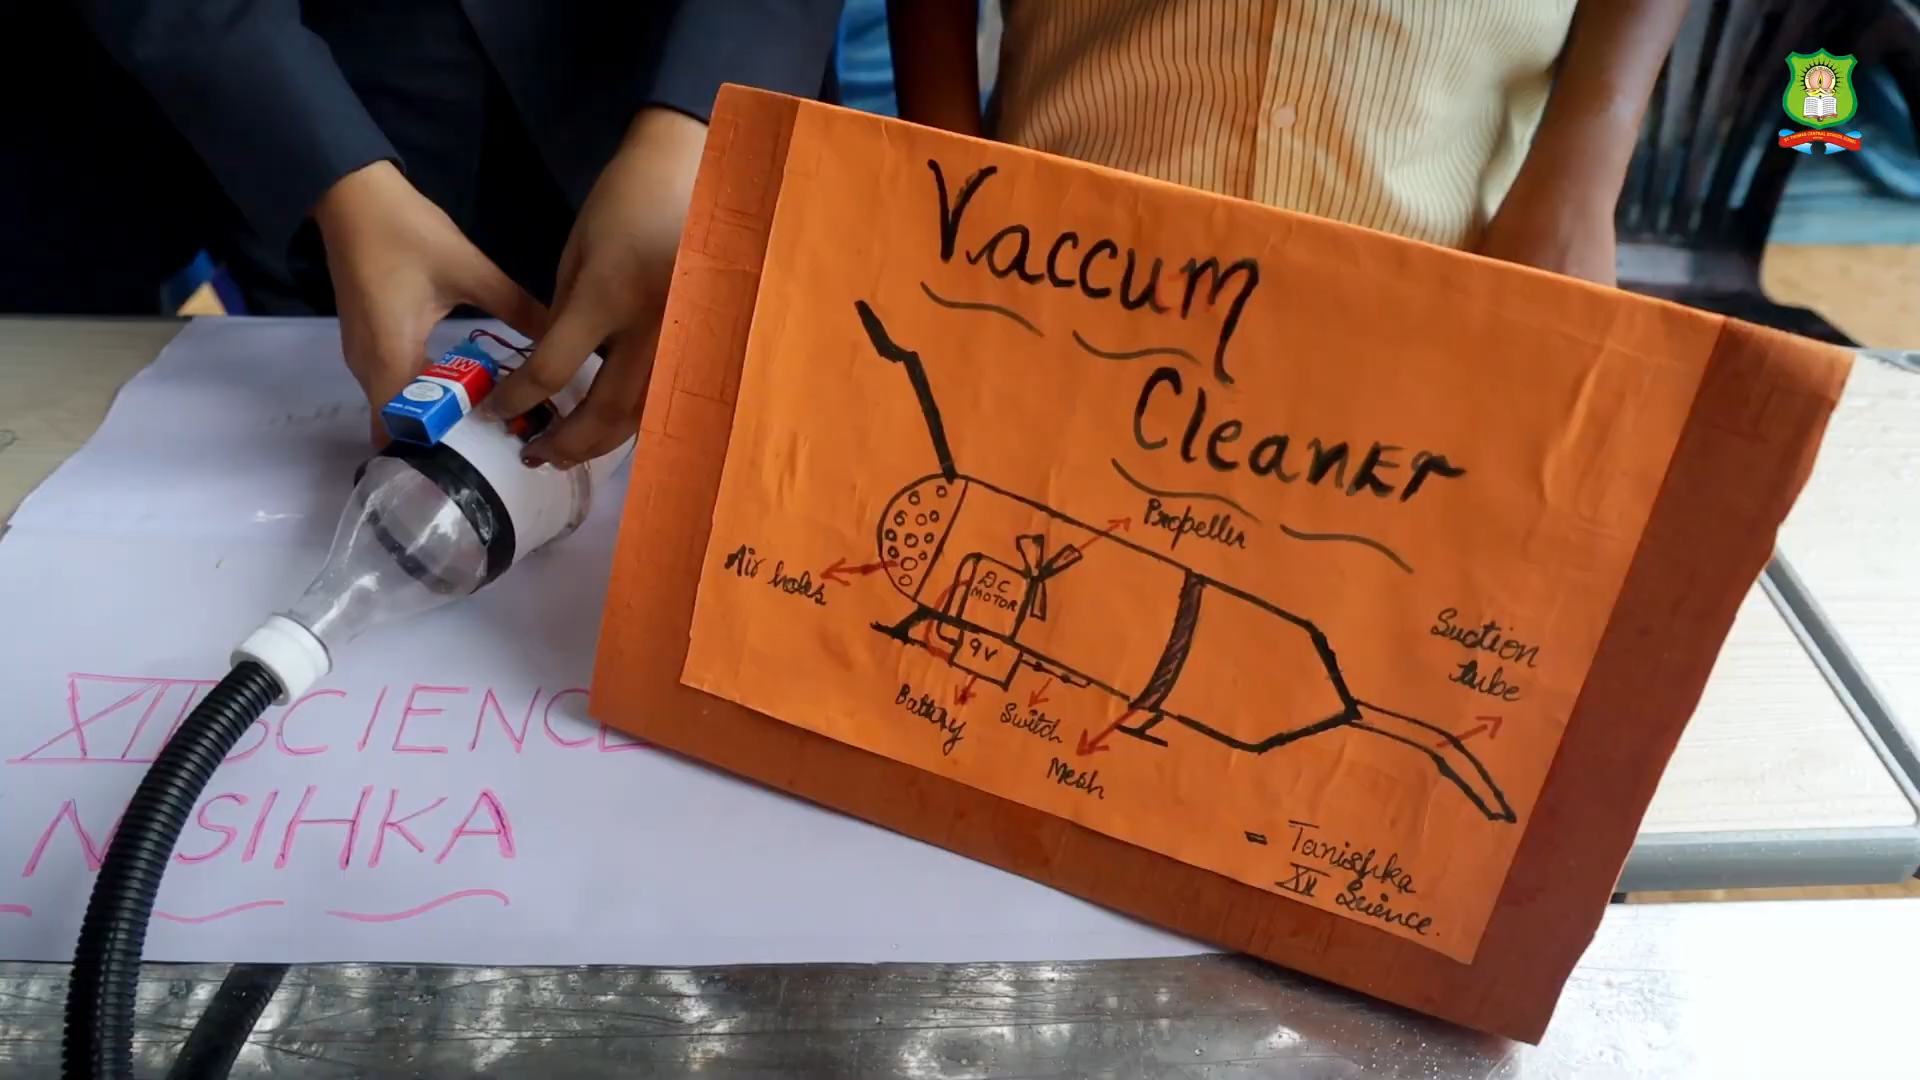 Vaccum
Cleaner
Propeller
Air holes
DC
MOTOR
9V
Suction
tube
Battery
Switch
Mesh
- Tanishka
XII Science.
XII SCIENCE
SIHKA